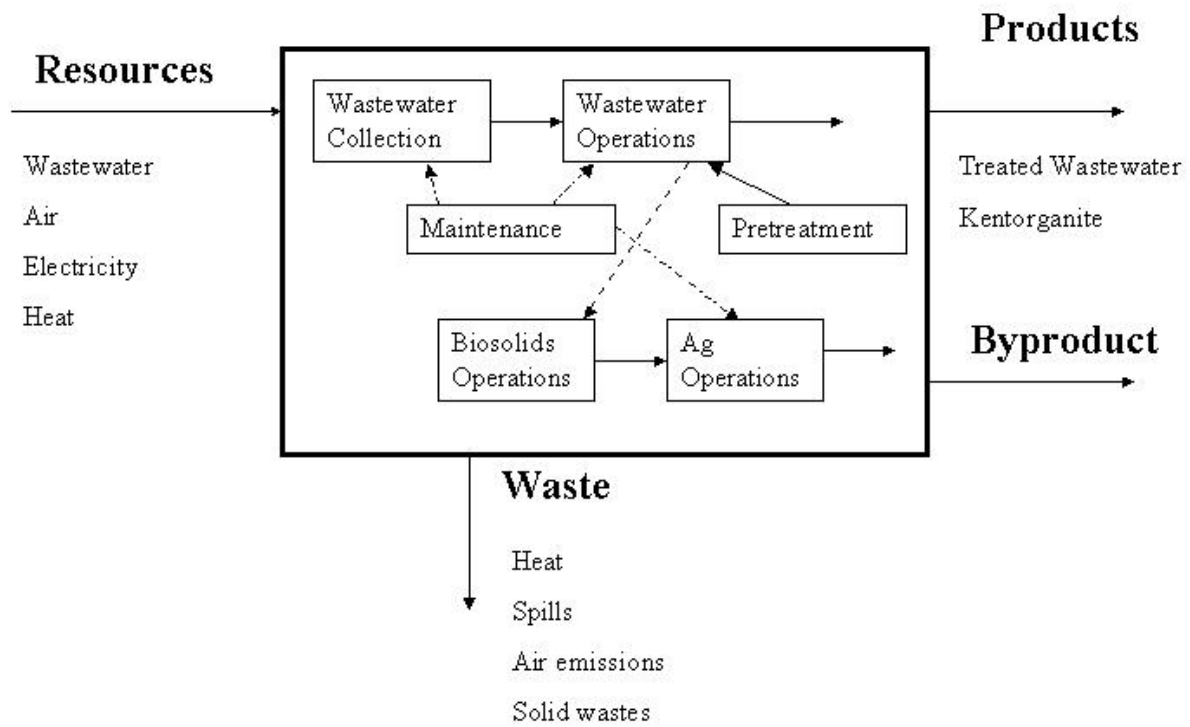 Products
Resources
Wastewater
Collection
Wastewater
Operations
Wastewater
Air
Electricity
Heat
Maintenance
Pretreatment
Treated Wastewater
Kentorganite
Biosolids
Operations
Ag
Operations
Byproduct
Waste
Heat
Spills
Air emissions
Solid wastes